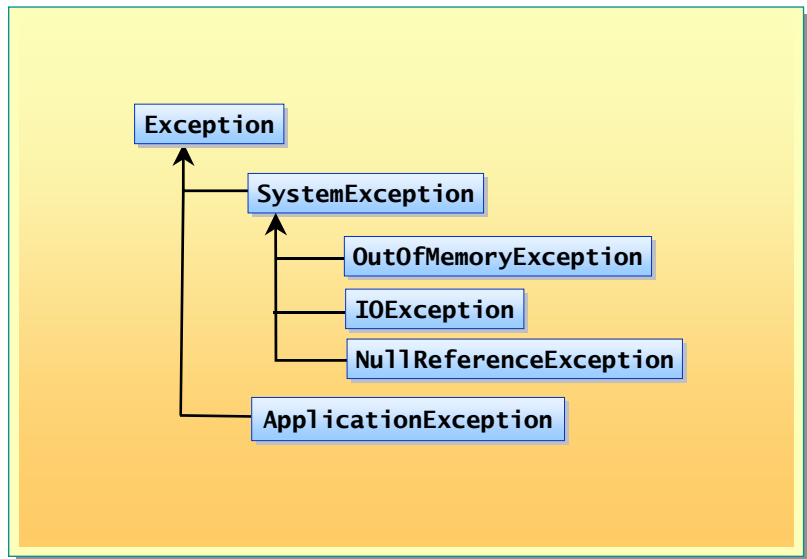 Exception
SystemException
OutOfMemoryException
IOException
NullReferenceException
ApplicationException